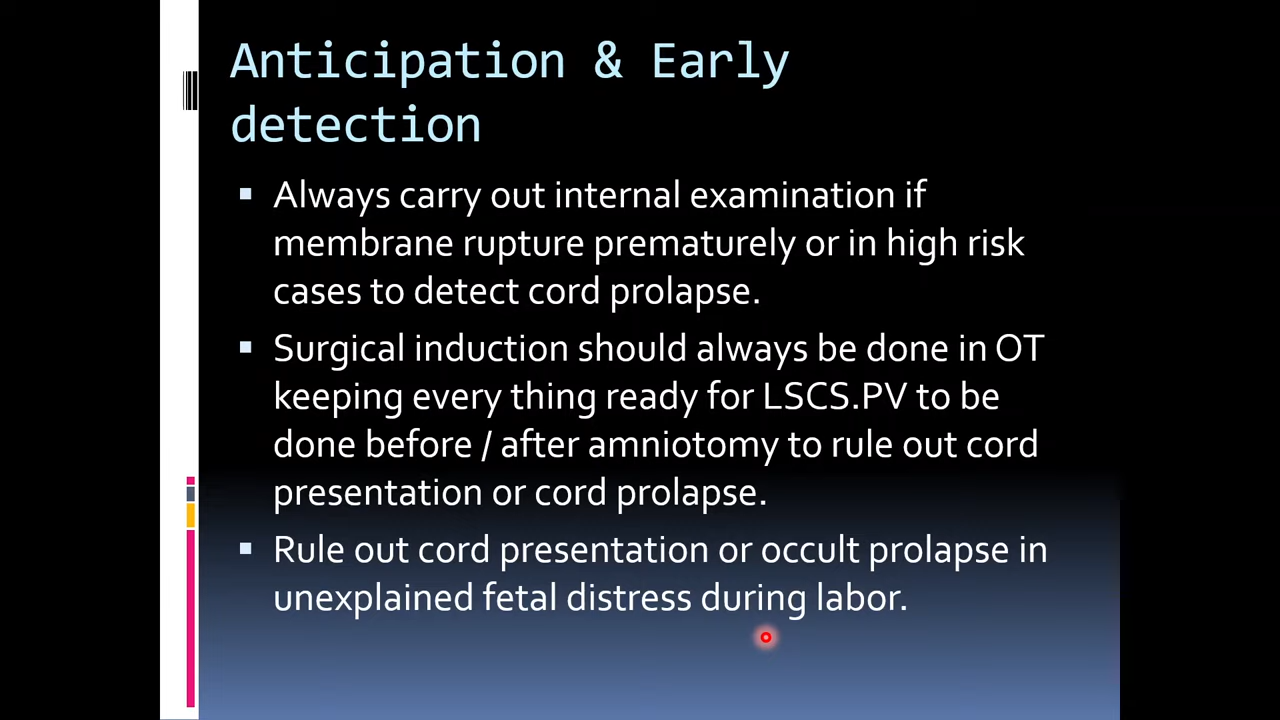 Anticipation & Early
detection
▪ Always carry out internal examination if
membrane rupture prematurely or in high risk
cases to detect cord prolapse.
▪ Surgical induction should always be done in OT
keeping every thing ready for LSCS.PV to be
done before / after amniotomy to rule out cord
presentation or cord prolapse.
▪ Rule out cord presentation or occult prolapse in
unexplained fetal distress during labor.